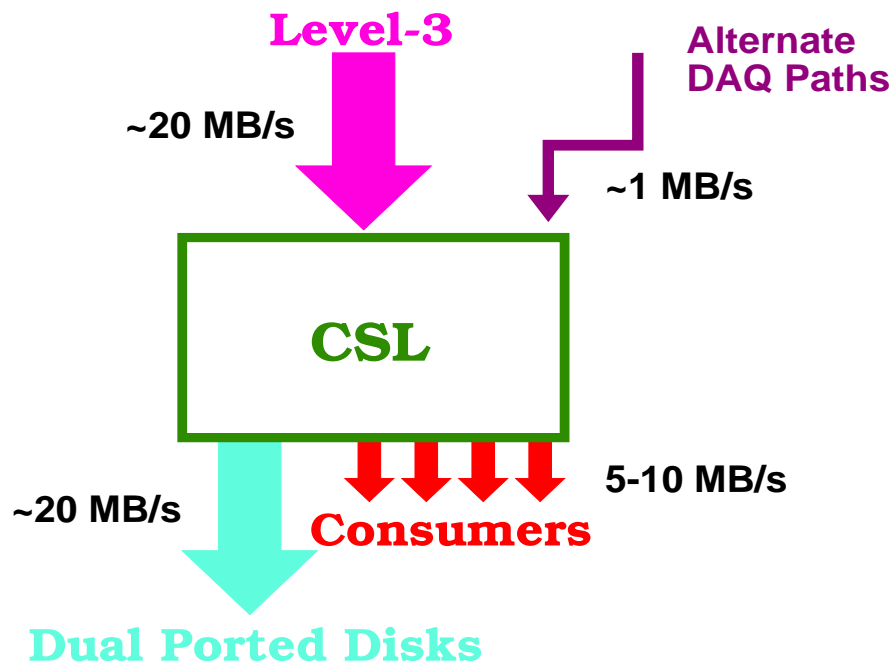 Level-3
Alternate
DAQ Paths
~20 MB/s
~1 MB/s
CSL
~20 MB/s
5-10 MB/s
Consumers
Dual Ported Disks